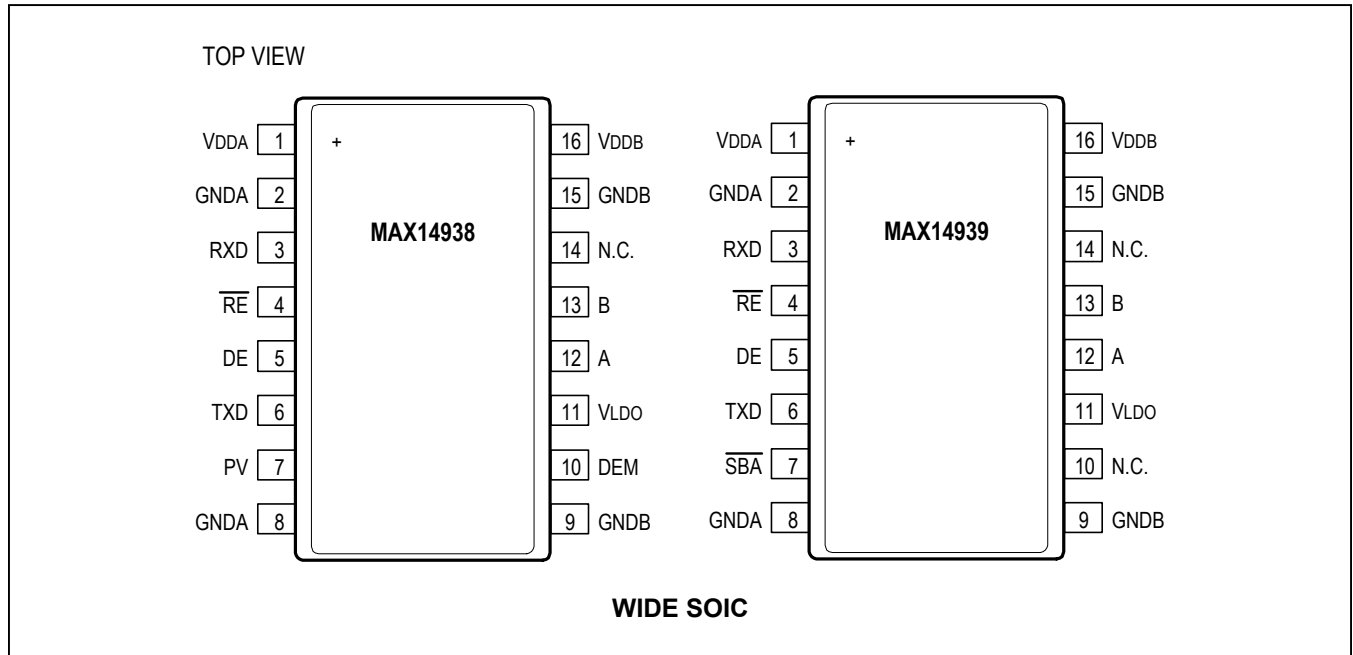 TOP VIEW
VDDA 1 + 16 VDDB
GNDA 2 15 GNDB
MAX14938
RXD 3 14 N.C.
R̅E̅ 4 13 B
DE 5 12 A
TXD 6 11 VLDO
PV 7 10 DEM
GNDA 8 9 GNDB
VDDA 1 + 16 VDDB
GNDA 2 15 GNDB
MAX14939
RXD 3 14 N.C.
R̅E̅ 4 13 B
DE 5 12 A
TXD 6 11 VLDO
S̅B̅A̅ 7 10 N.C.
GNDA 8 9 GNDB
WIDE SOIC